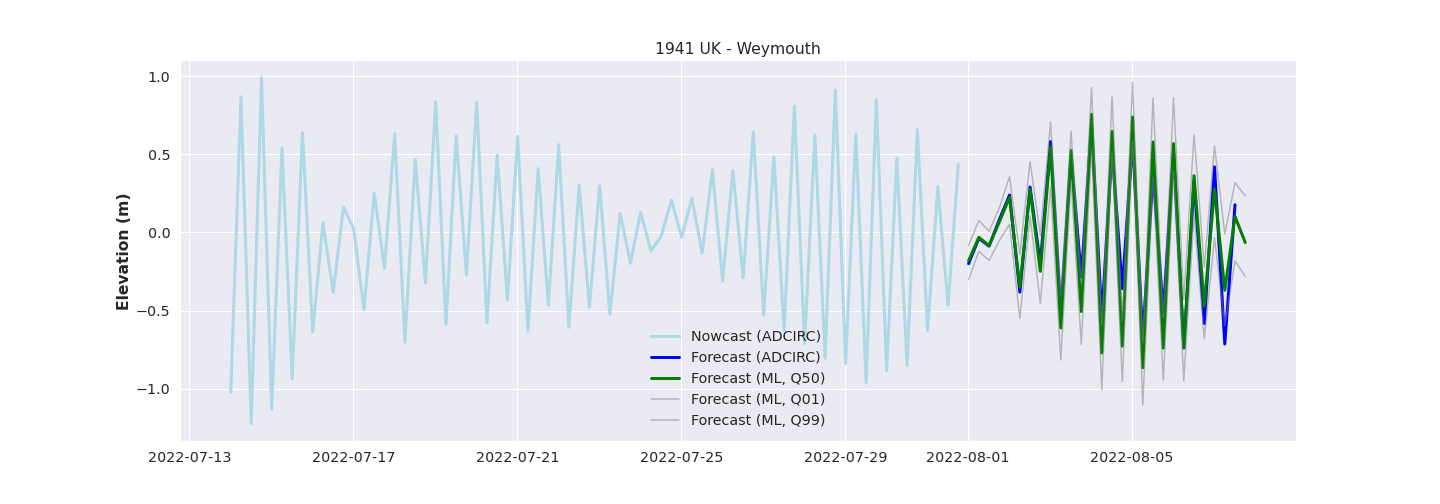 1941 UK - Weymouth
Elevation (m)
1.0
0.5
0.0
−0.5
−1.0
Nowcast (ADCIRC)
Forecast (ADCIRC)
Forecast (ML, Q50)
Forecast (ML, Q01)
Forecast (ML, Q99)
2022-07-13 2022-07-17 2022-07-21 2022-07-25 2022-07-29 2022-08-01 2022-08-05